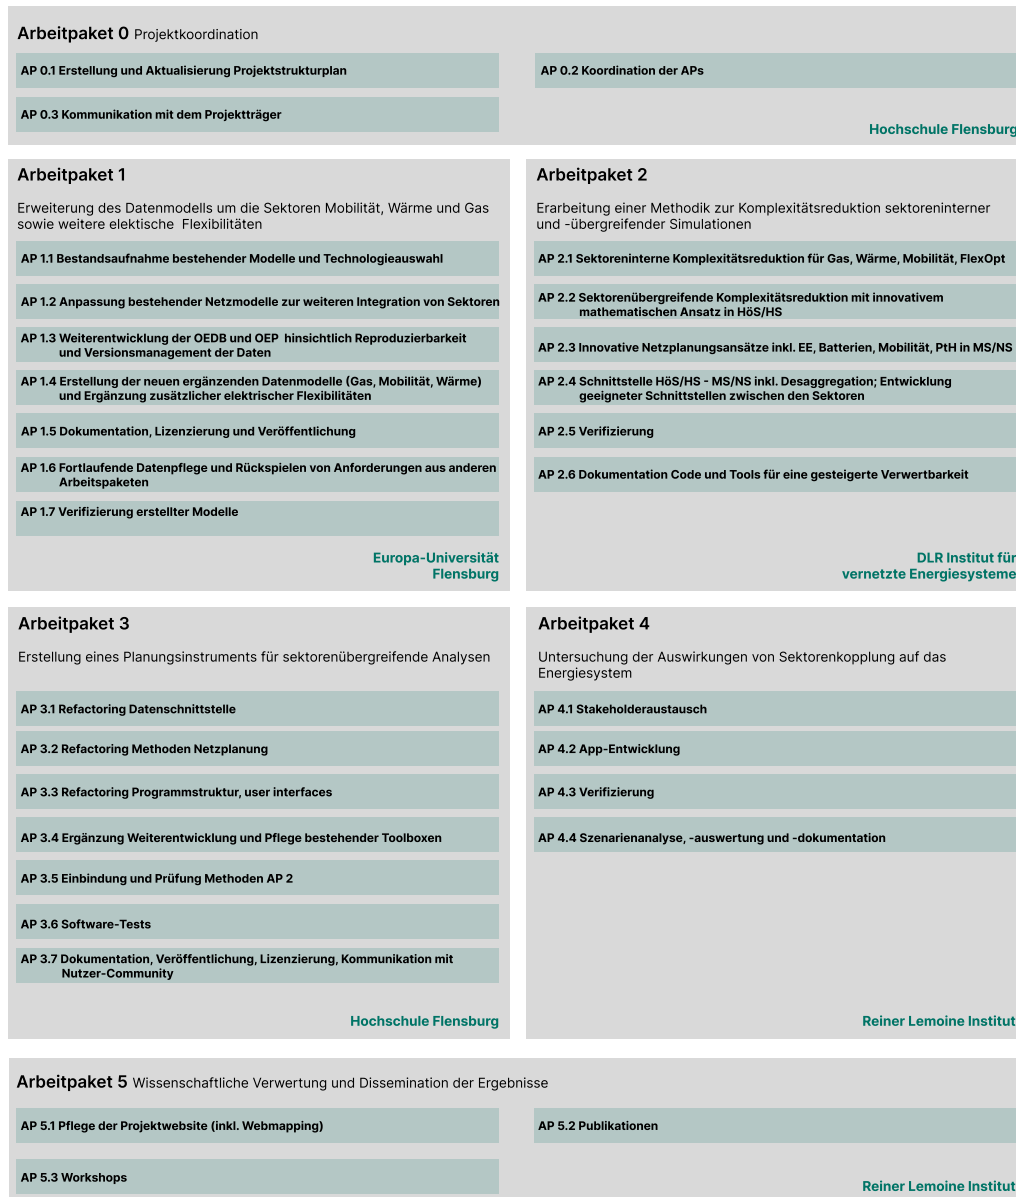 Arbeitpaket 0 Projektkoordination
AP 0.1 Erstellung und Aktualisierung Projektstrukturplan
AP 0.2 Koordination der APs
AP 0.3 Kommunikation mit dem Projektträger
Hochschule Flensburg
Arbeitpaket 1
Erweiterung des Datenmodells um die Sektoren Mobilität, Wärme und Gas
sowie weitere elektische Flexibilitäten
AP 1.1 Bestandsaufnahme bestehender Modelle und Technologieauswahl
AP 1.2 Anpassung bestehender Netzmodelle zur weiteren Integration von Sektoren
AP 1.3 Weiterentwicklung der OEDB und OEP hinsichtlich Reproduzierbarkeit
und Versionsmanagement der Daten
AP 1.4 Erstellung der neuen ergänzenden Datenmodelle (Gas, Mobilität, Wärme)
und Ergänzung zusätzlicher elektrischer Flexibilitäten
AP 1.5 Dokumentation, Lizenzierung und Veröffentlichung
AP 1.6 Fortlaufende Datenpflege und Rückspielen von Anforderungen aus anderen
Arbeitspaketen
AP 1.7 Verifizierung erstellter Modelle
Europa-Universität
Flensburg
Arbeitpaket 2
Erarbeitung einer Methodik zur Komplexitätsreduktion sektoreninterner
und -übergreifender Simulationen
AP 2.1 Sektoreninterne Komplexitätsreduktion für Gas, Wärme, Mobilität, FlexOpt
AP 2.2 Sektorenübergreifende Komplexitätsreduktion mit innovativem
mathematischen Ansatz in HöS/HS
AP 2.3 Innovative Netzplanungsansätze inkl. EE, Batterien, Mobilität, PtH in MS/NS
AP 2.4 Schnittstelle HöS/HS - MS/NS inkl. Desaggregation; Entwicklung
geeigneter Schnittstellen zwischen den Sektoren
AP 2.5 Verifizierung
AP 2.6 Dokumentation Code und Tools für eine gesteigerte Verwertbarkeit
DLR Institut für
vernetzte Energiesysteme
Arbeitpaket 3
Erstellung eines Planungsinstruments für sektorenübergreifende Analysen
AP 3.1 Refactoring Datenschnittstelle
AP 3.2 Refactoring Methoden Netzplanung
AP 3.3 Refactoring Programmstruktur, user interfaces
AP 3.4 Ergänzung Weiterentwicklung und Pflege bestehender Toolboxen
AP 3.5 Einbindung und Prüfung Methoden AP 2
AP 3.6 Software-Tests
AP 3.7 Dokumentation, Veröffentlichung, Lizenzierung, Kommunikation mit
Nutzer-Community
Hochschule Flensburg
Arbeitpaket 4
Untersuchung der Auswirkungen von Sektorenkopplung auf das
Energiesystem
AP 4.1 Stakeholderaustausch
AP 4.2 App-Entwicklung
AP 4.3 Verifizierung
AP 4.4 Szenarienanalyse, -auswertung und -dokumentation
Reiner Lemoine Institut
Arbeitpaket 5 Wissenschaftliche Verwertung und Dissemination der Ergebnisse
AP 5.1 Pflege der Projektwebsite (inkl. Webmapping)
AP 5.2 Publikationen
AP 5.3 Workshops
Reiner Lemoine Institut